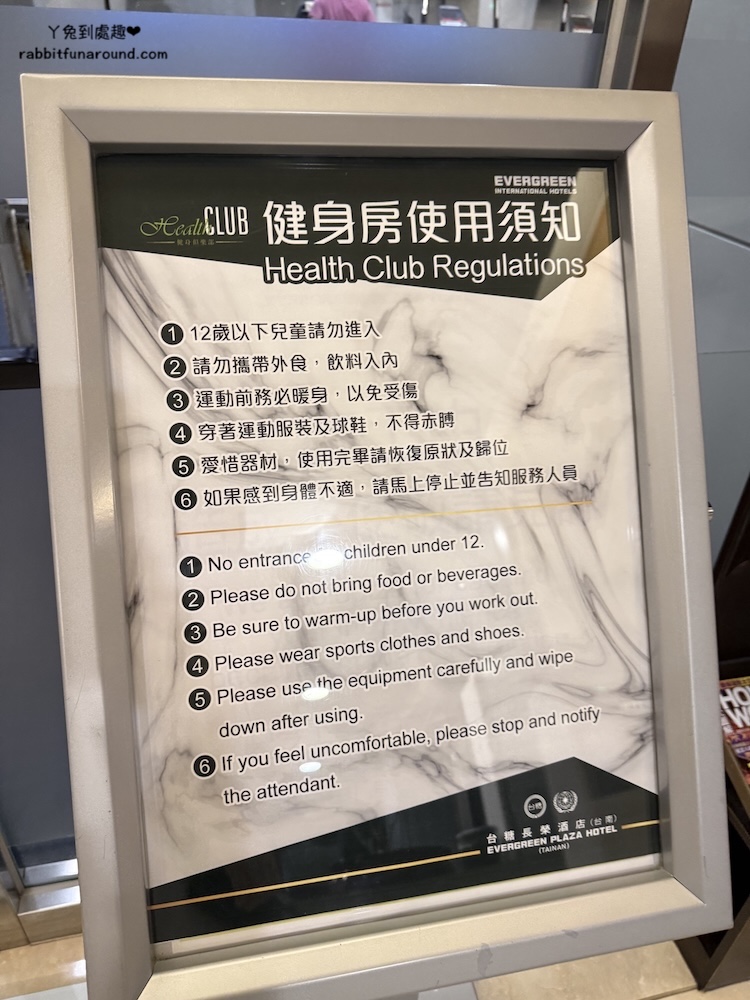 丫兔到處趣❤
rabbitfunaround.com
EVERGREEN
INTERNATIONAL HOTELS
Health CLUB
健身俱樂部
健身房使用須知
Health Club Regulations
1 12歲以下兒童請勿進入
2 請勿攜帶外食，飲料入內
3 運動前務必暖身，以免受傷
4 穿著運動服裝及球鞋，不得赤膊
5 愛惜器材，使用完畢請恢復原狀及歸位
6 如果感到身體不適，請馬上停止並告知服務人員
1 No entrance children under 12.
2 Please do not bring food or beverages.
3 Be sure to warm-up before you work out.
4 Please wear sports clothes and shoes.
5 Please use the equipment carefully and wipe
down after using.
6 If you feel uncomfortable, please stop and notify
the attendant.
台糖
台糖長榮酒店(台南)
EVERGREEN PLAZA HOTEL
(TAINAN)